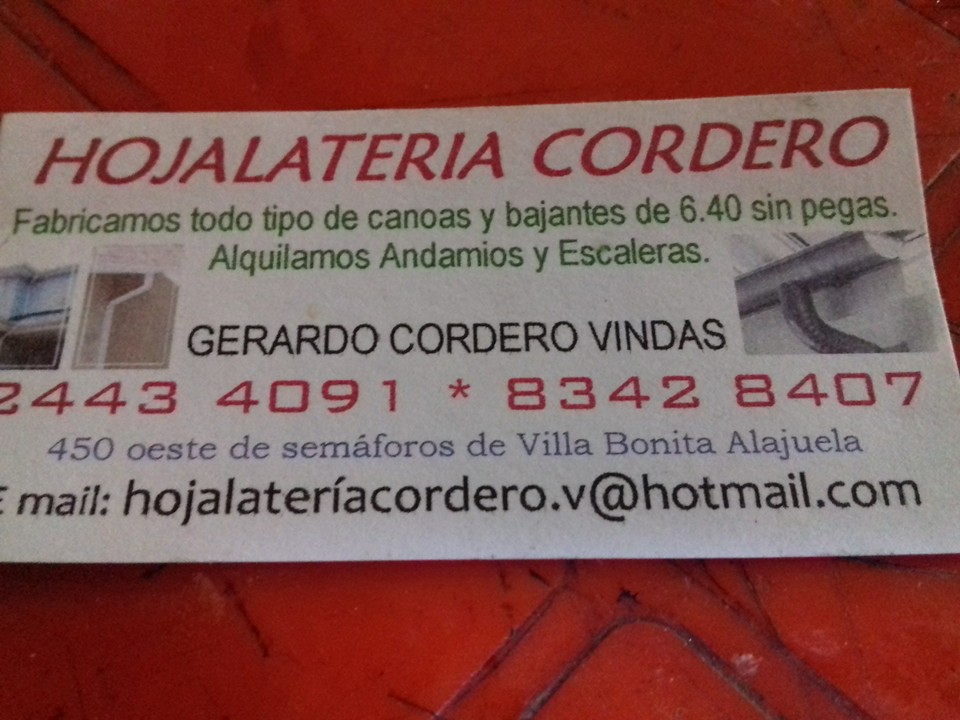 HOJALATERIA CORDERO
Fabricamos todo tipo de canoas y bajantes de 6.40 sin pegas.
Alquilamos Andamios y Escaleras.
GERARDO CORDERO VINDAS
2443 4091 * 8342 8407
450 oeste de semáforos de Villa Bonita Alajuela
E mail: hojalateríacordero.v@hotmail.com